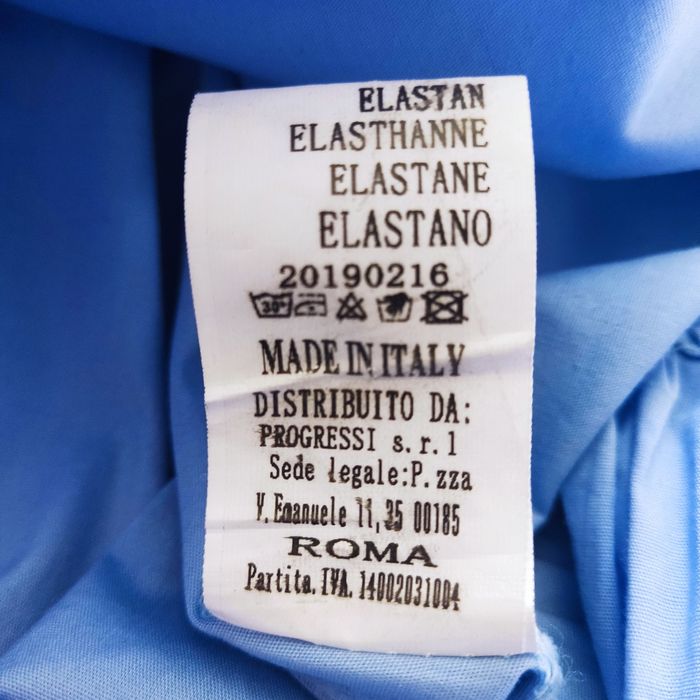 ELASTAN
ELASTHANNE
ELASTANE
ELASTANO
20190216
30°
MADE IN ITALY
DISTRIBUITO DA:
PROGRESSI s.r.l
Sede legale:P.zza
V.Emanuele 11,35 00185
ROMA
Partita.IVA.14002031004